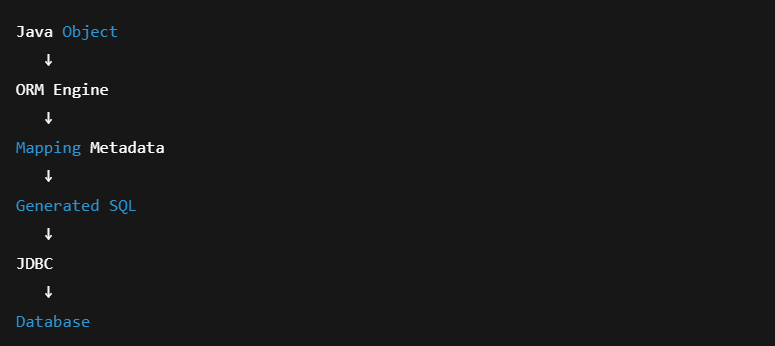 Java Object
↓
ORM Engine
↓
Mapping Metadata
↓
Generated SQL
↓
JDBC
↓
Database